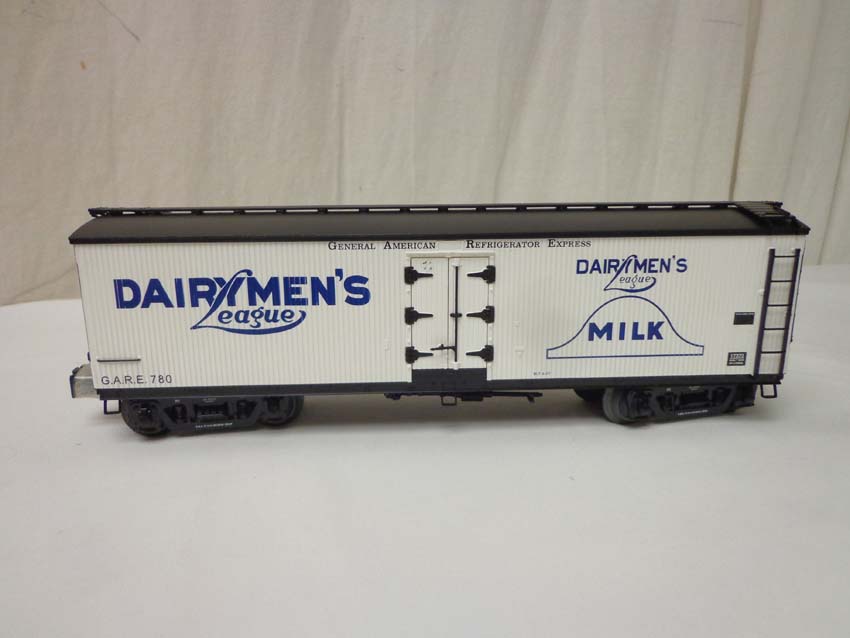 GENERAL AMERICAN REFRIGERATOR EXPRESS
DAIRYMEN'S
League
G.A.R.E. 780
DAIRYMEN'S
League
MILK